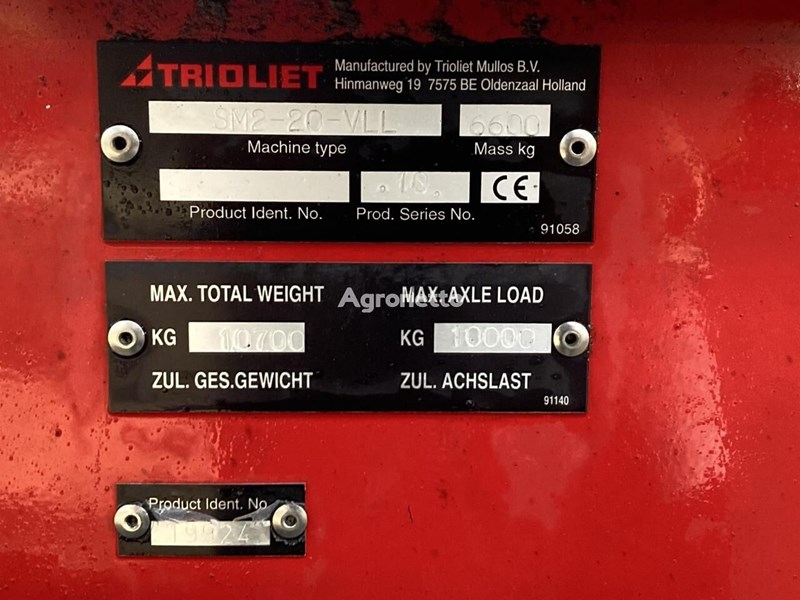 TRIOLIET
Manufactured by Trioliet Mullos B.V.
Hinmanweg 19 7575 BE Oldenzaal Holland
SM2-20-VLL 6600
Machine type Mass kg
.10.
Product Ident. No. Prod. Series No. CE
91058
MAX. TOTAL WEIGHT MAX. AXLE LOAD
Agronetto
KG 10700 KG 10000
ZUL. GES.GEWICHT ZUL. ACHSLAST
91140
Product Ident. No.
19924